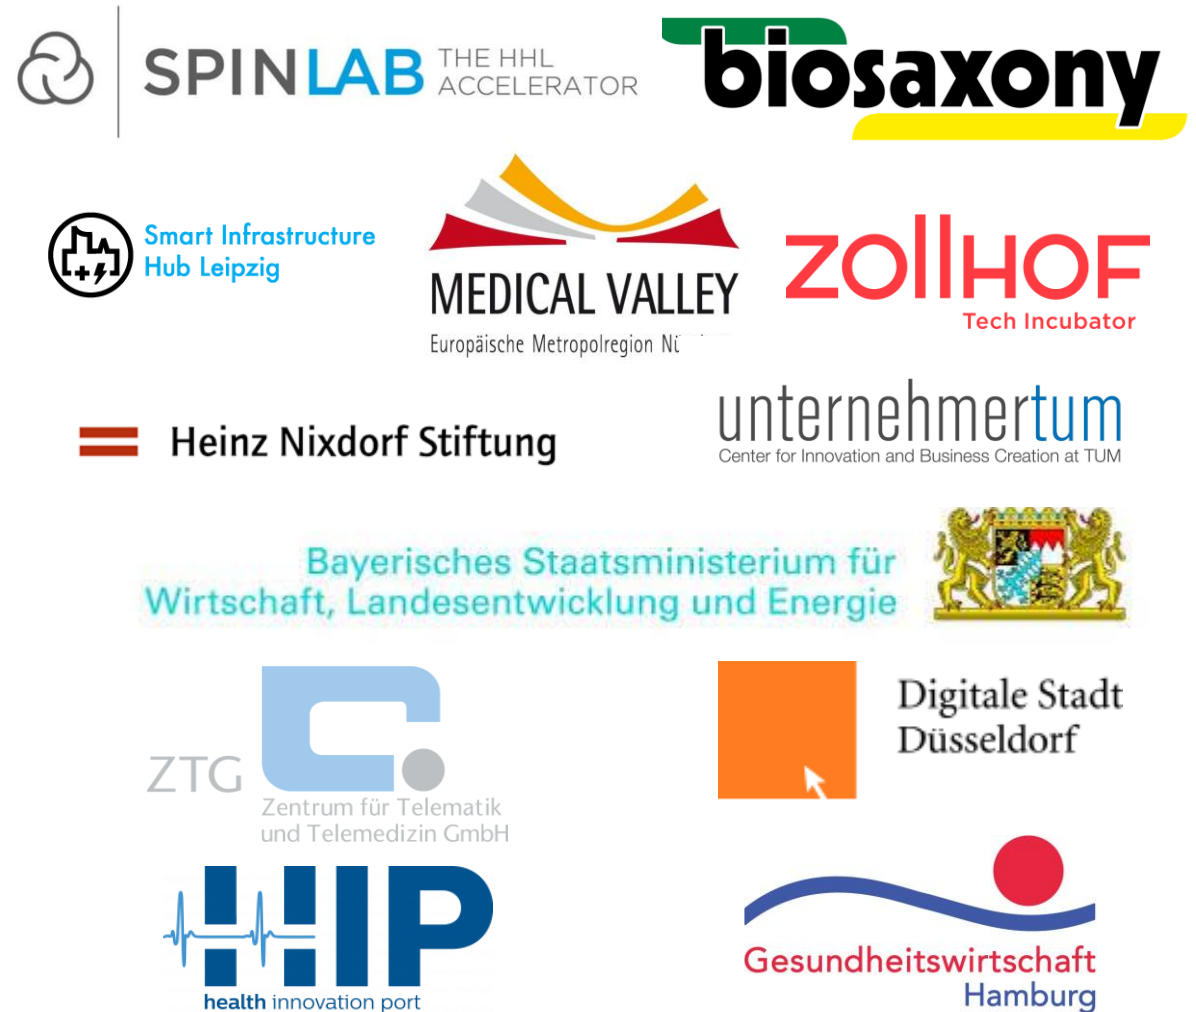 SPINLAB THE HHL
ACCELERATOR
biosaxony
Smart Infrastructure
Hub Leipzig
MEDICAL VALLEY
Europäische Metropolregion
ZOllHOF
Tech Incubator
Heinz Nixdorf Stiftung
unternehmertum
Center for Innovation and Business Creation at TUM
Bayerisches Staatsministerium für
Wirtschaft, Landesentwicklung und Energie
ZTG
Zentrum für Telematik
und Telemedizin GmbH
Digitale Stadt
Düsseldorf
HIP
health innovation port
Gesundheitswirtschaft
Hamburg